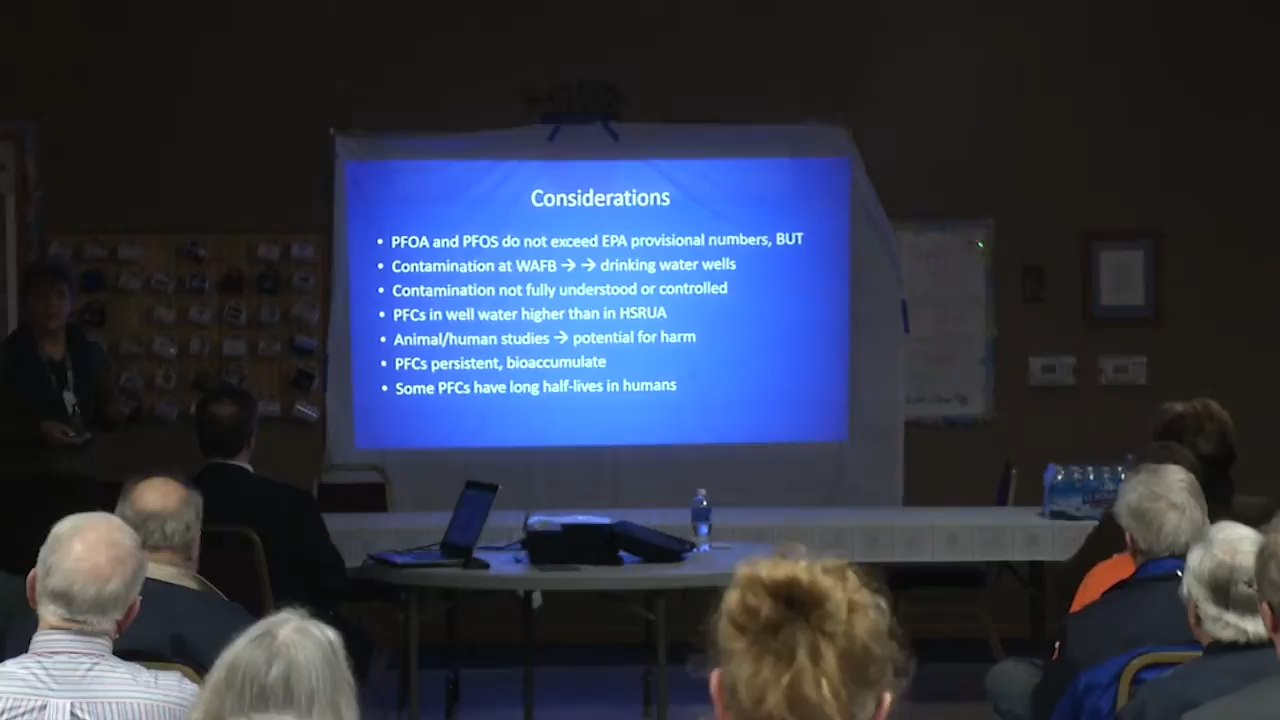 Considerations
• PFOA and PFOS do not exceed EPA provisional numbers, BUT
• Contamination at WAFB → → drinking water wells
• Contamination not fully understood or controlled
• PFCs in well water higher than in HSRUA
• Animal/human studies → potential for harm
• PFCs persistent, bioaccumulate
• Some PFCs have long half-lives in humans